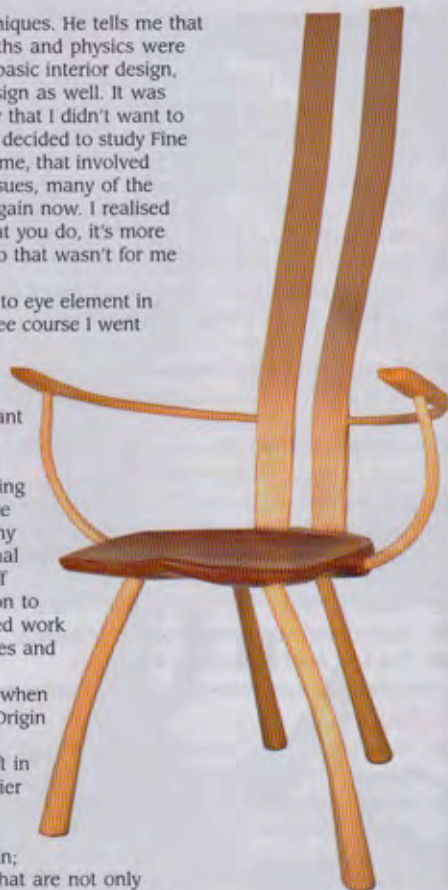 niques. He tells me that
ths and physics were
basic interior design,
sign as well. It was
that I didn't want to
decided to study Fine
me, that involved
sues, many of the
gain now. I realised
at you do, it's more
o that wasn't for me
to eye element in
ee course I went
ant
ing
e
ny
nal
f
on to
ed work
es and
when
Origin
t in
ier
n;
hat are not only